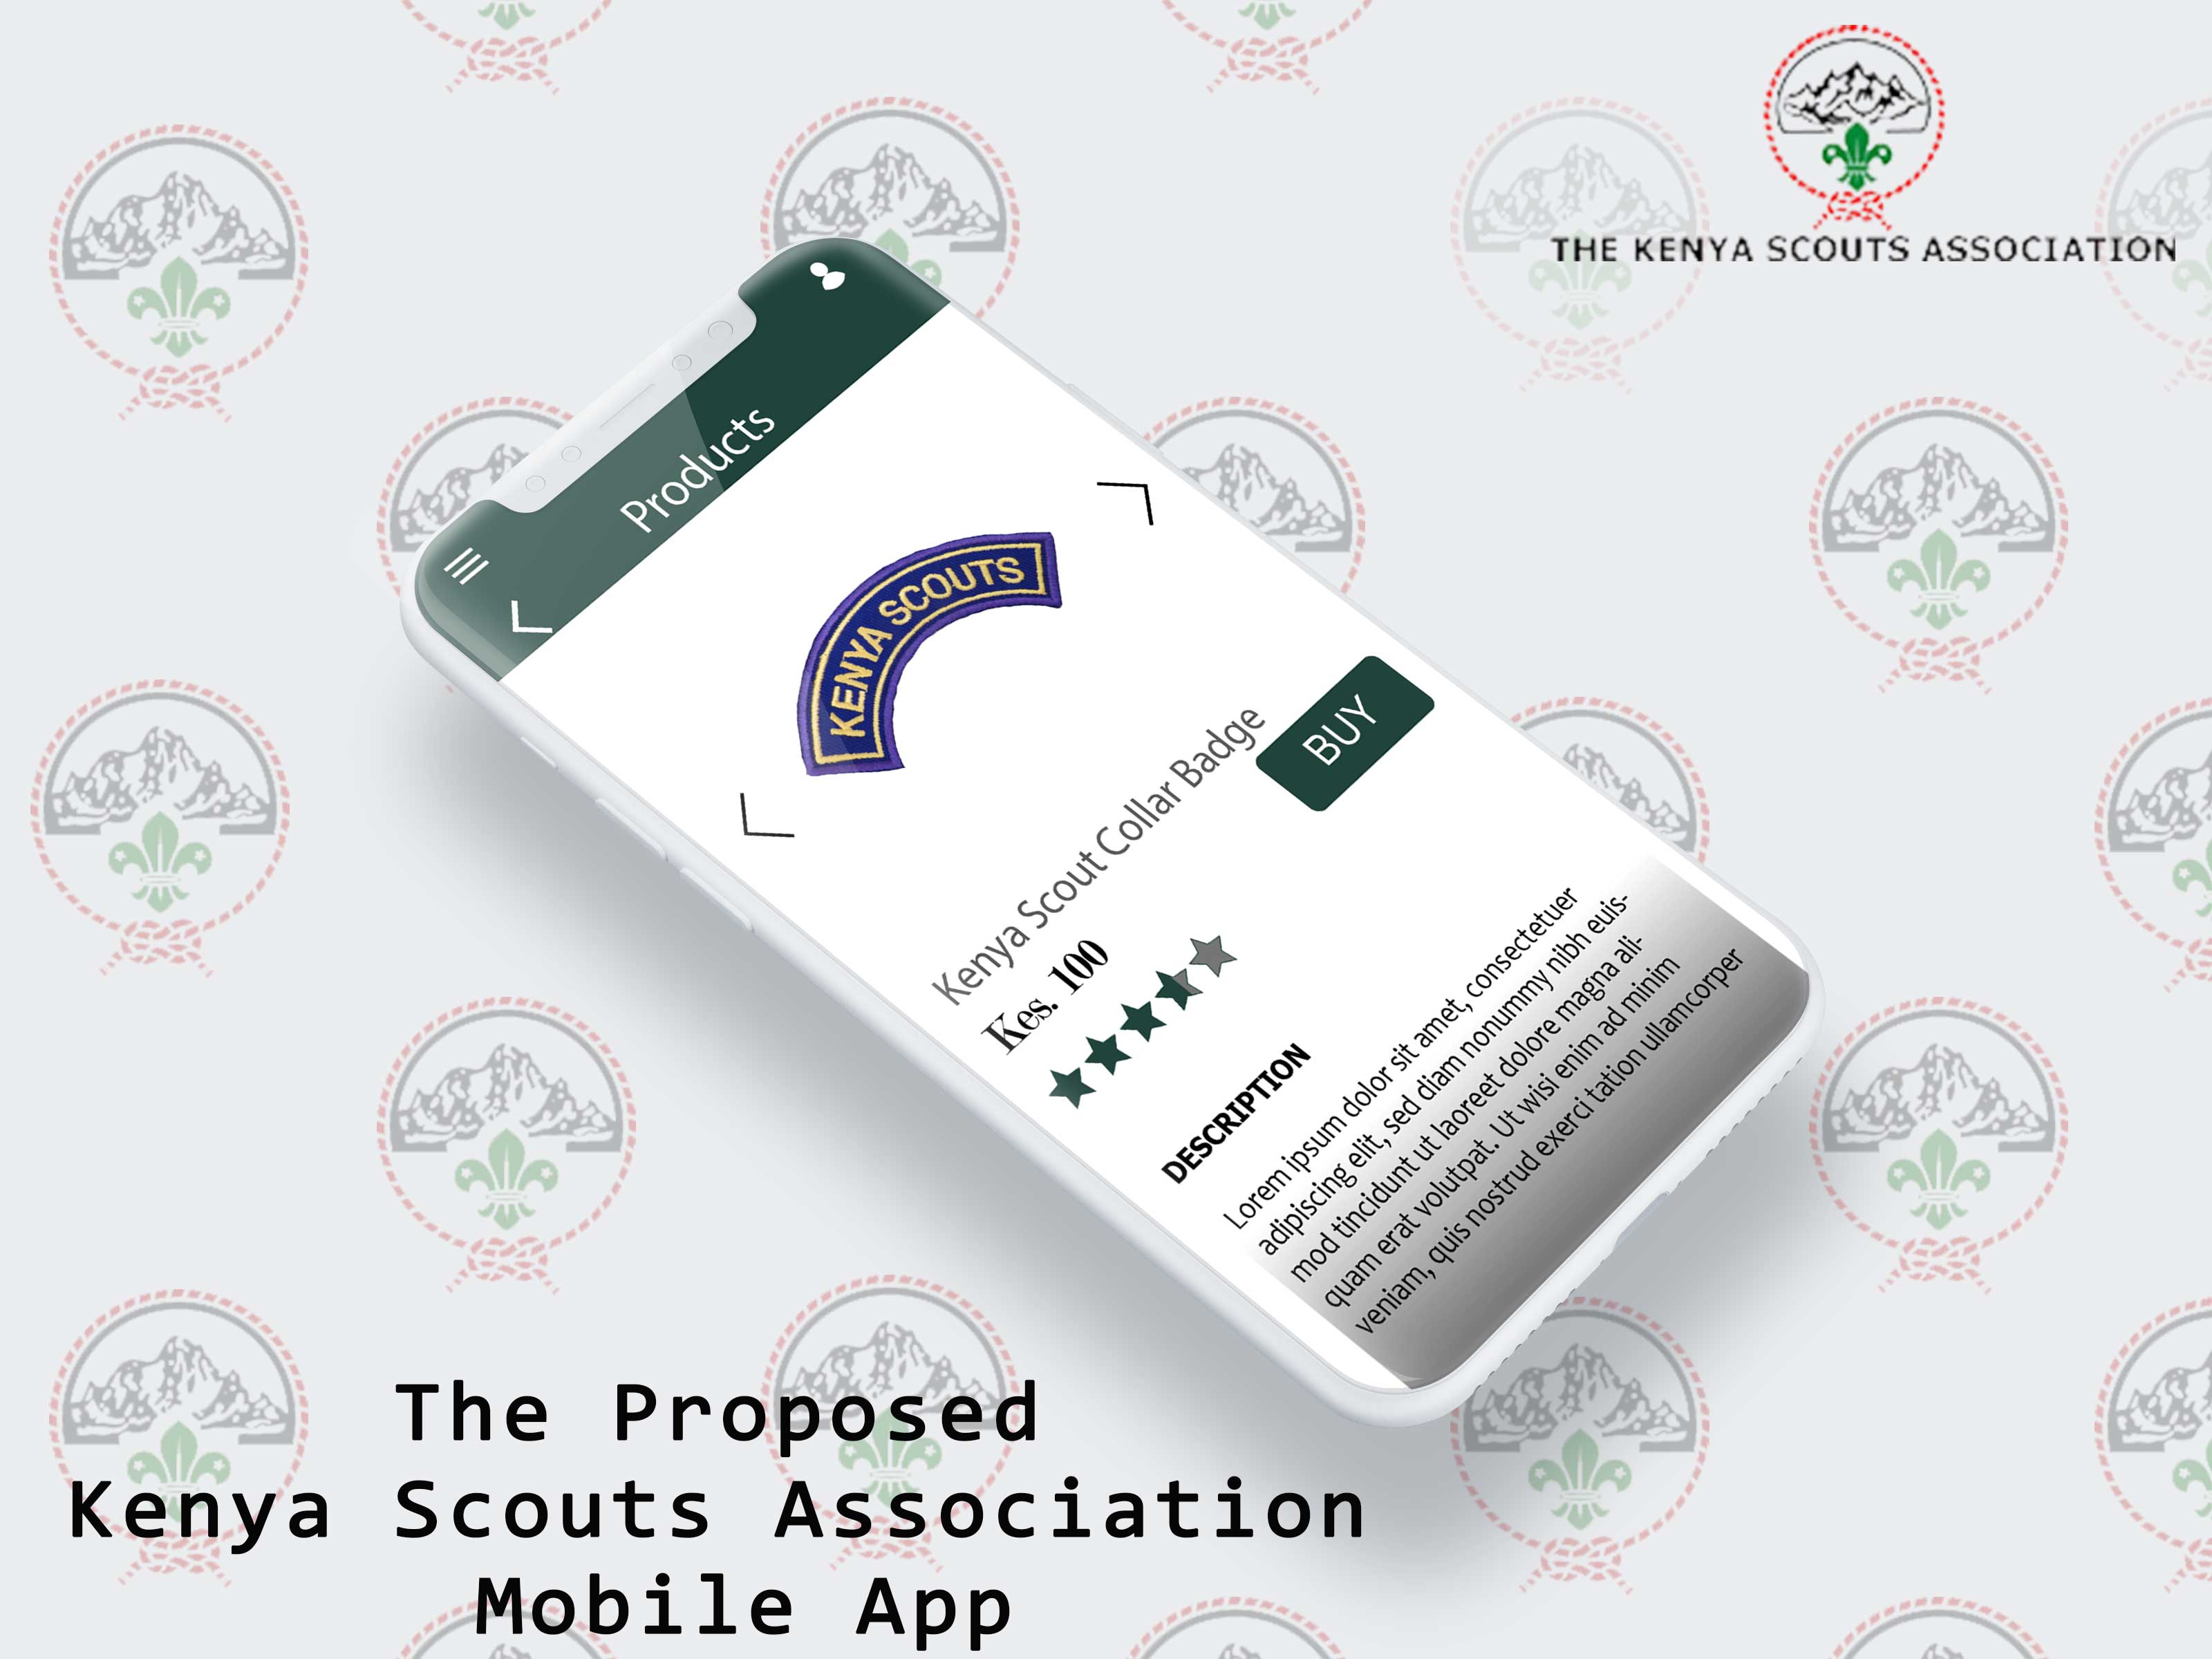 THE KENYA SCOUTS ASSOCIATION
Products
KENYA SCOUTS
Kenya Scout Collar Badge
BUY
Kes. 100
DESCRIPTION
Lorem ipsum dolor sit amet, consectetuer
adipiscing elit, sed diam nonummy nibh euis-
mod tincidunt ut laoreet dolore magna ali-
quam erat volutpat. Ut wisi enim ad minim
veniam, quis nostrud exerci tation ullamcorper
The Proposed
Kenya Scouts Association
Mobile App